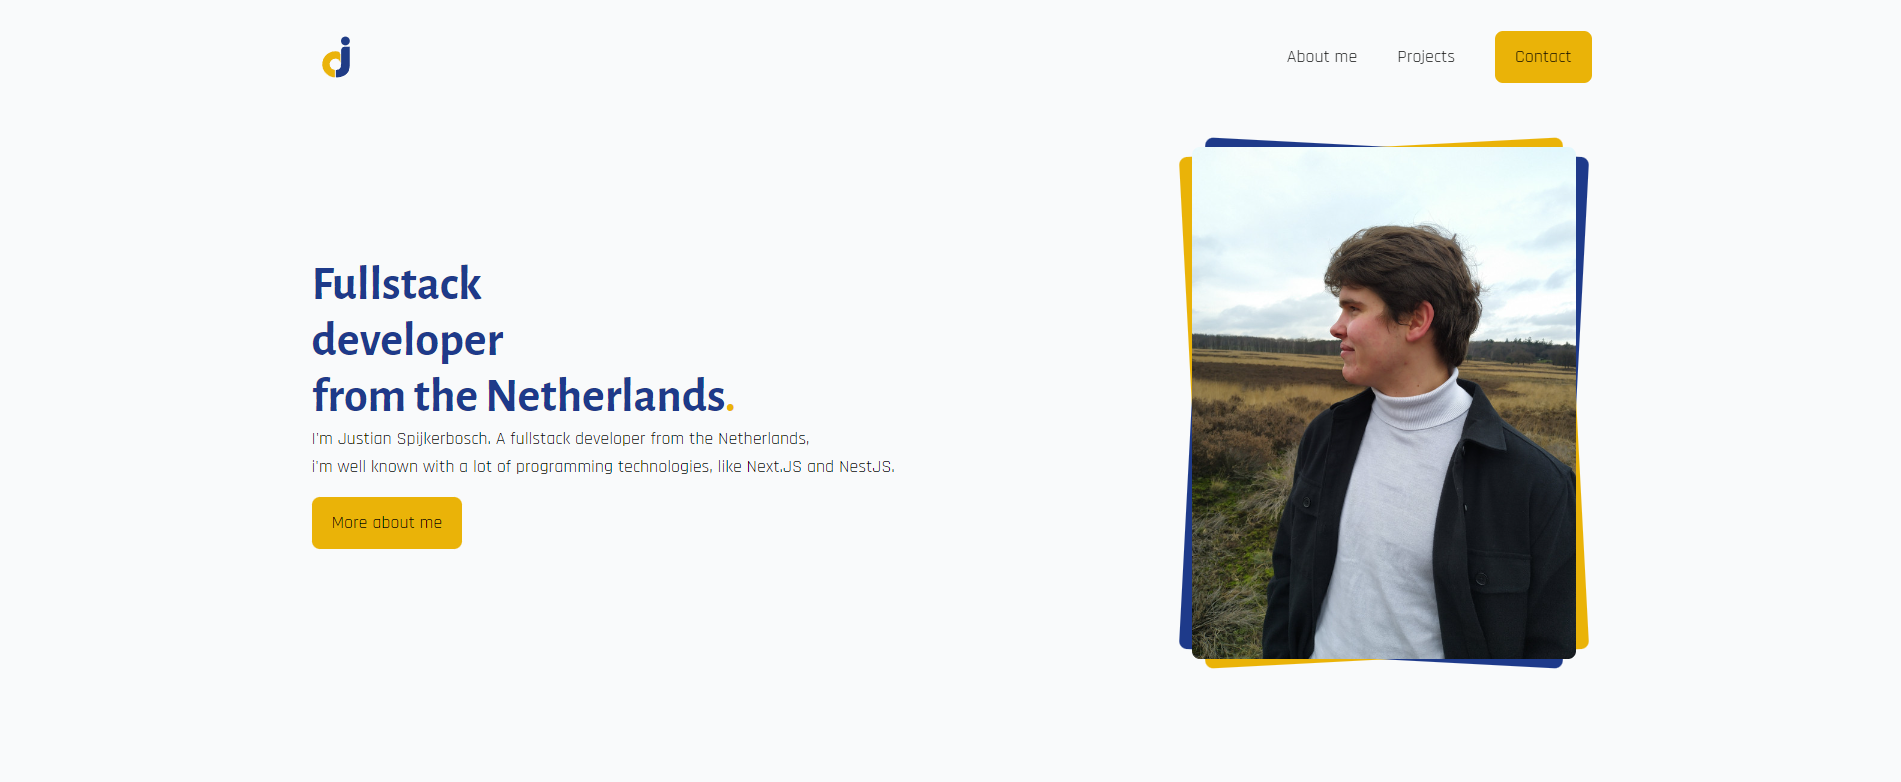 About me
Projects
Contact
Fullstack
developer
from the Netherlands.
I'm Justian Spijkerbosch. A fullstack developer from the Netherlands,
i'm well known with a lot of programming technologies, like Next.JS and NestJS.
More about me